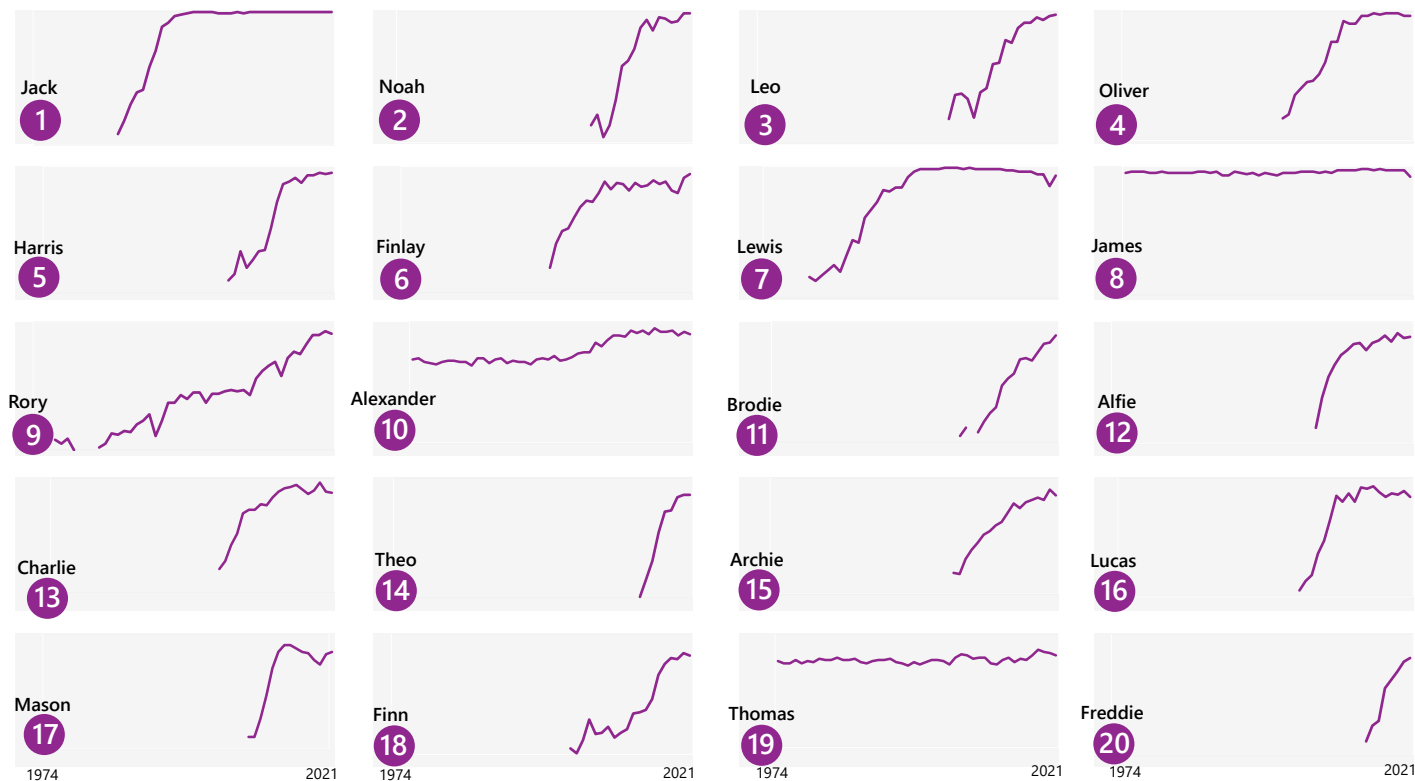 Jack
1
Noah
2
Leo
3
Oliver
4
Harris
5
Finlay
6
Lewis
7
James
8
Rory
9
Alexander
10
Brodie
11
Alfie
12
Charlie
13
Theo
14
Archie
15
Lucas
16
Mason
17
Finn
18
Thomas
19
Freddie
20
1974 2021
1974 2021
1974 2021
1974 2021